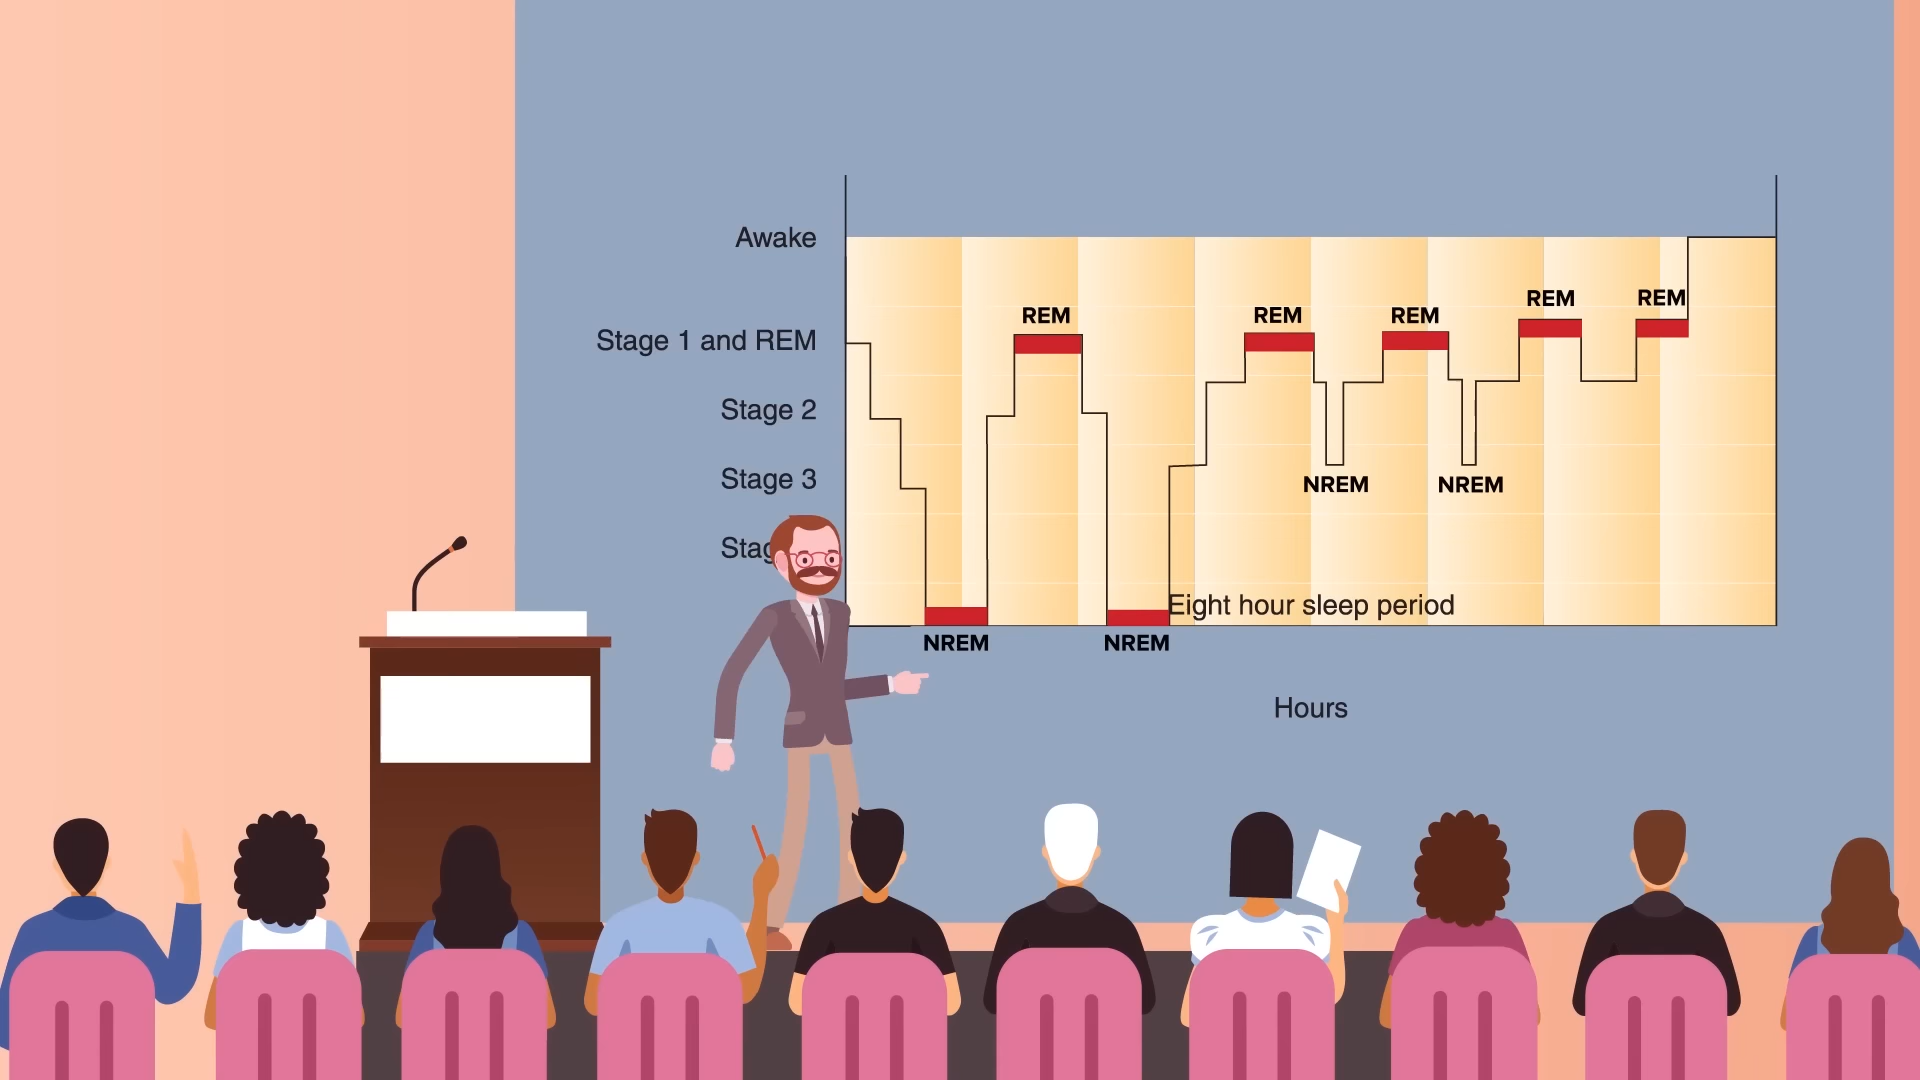 Awake
REM
REM
REM
REM
REM
Stage 1 and REM
Stage 2
Stage 3
NREM
NREM
Eight hour sleep period
NREM
NREM
Hours